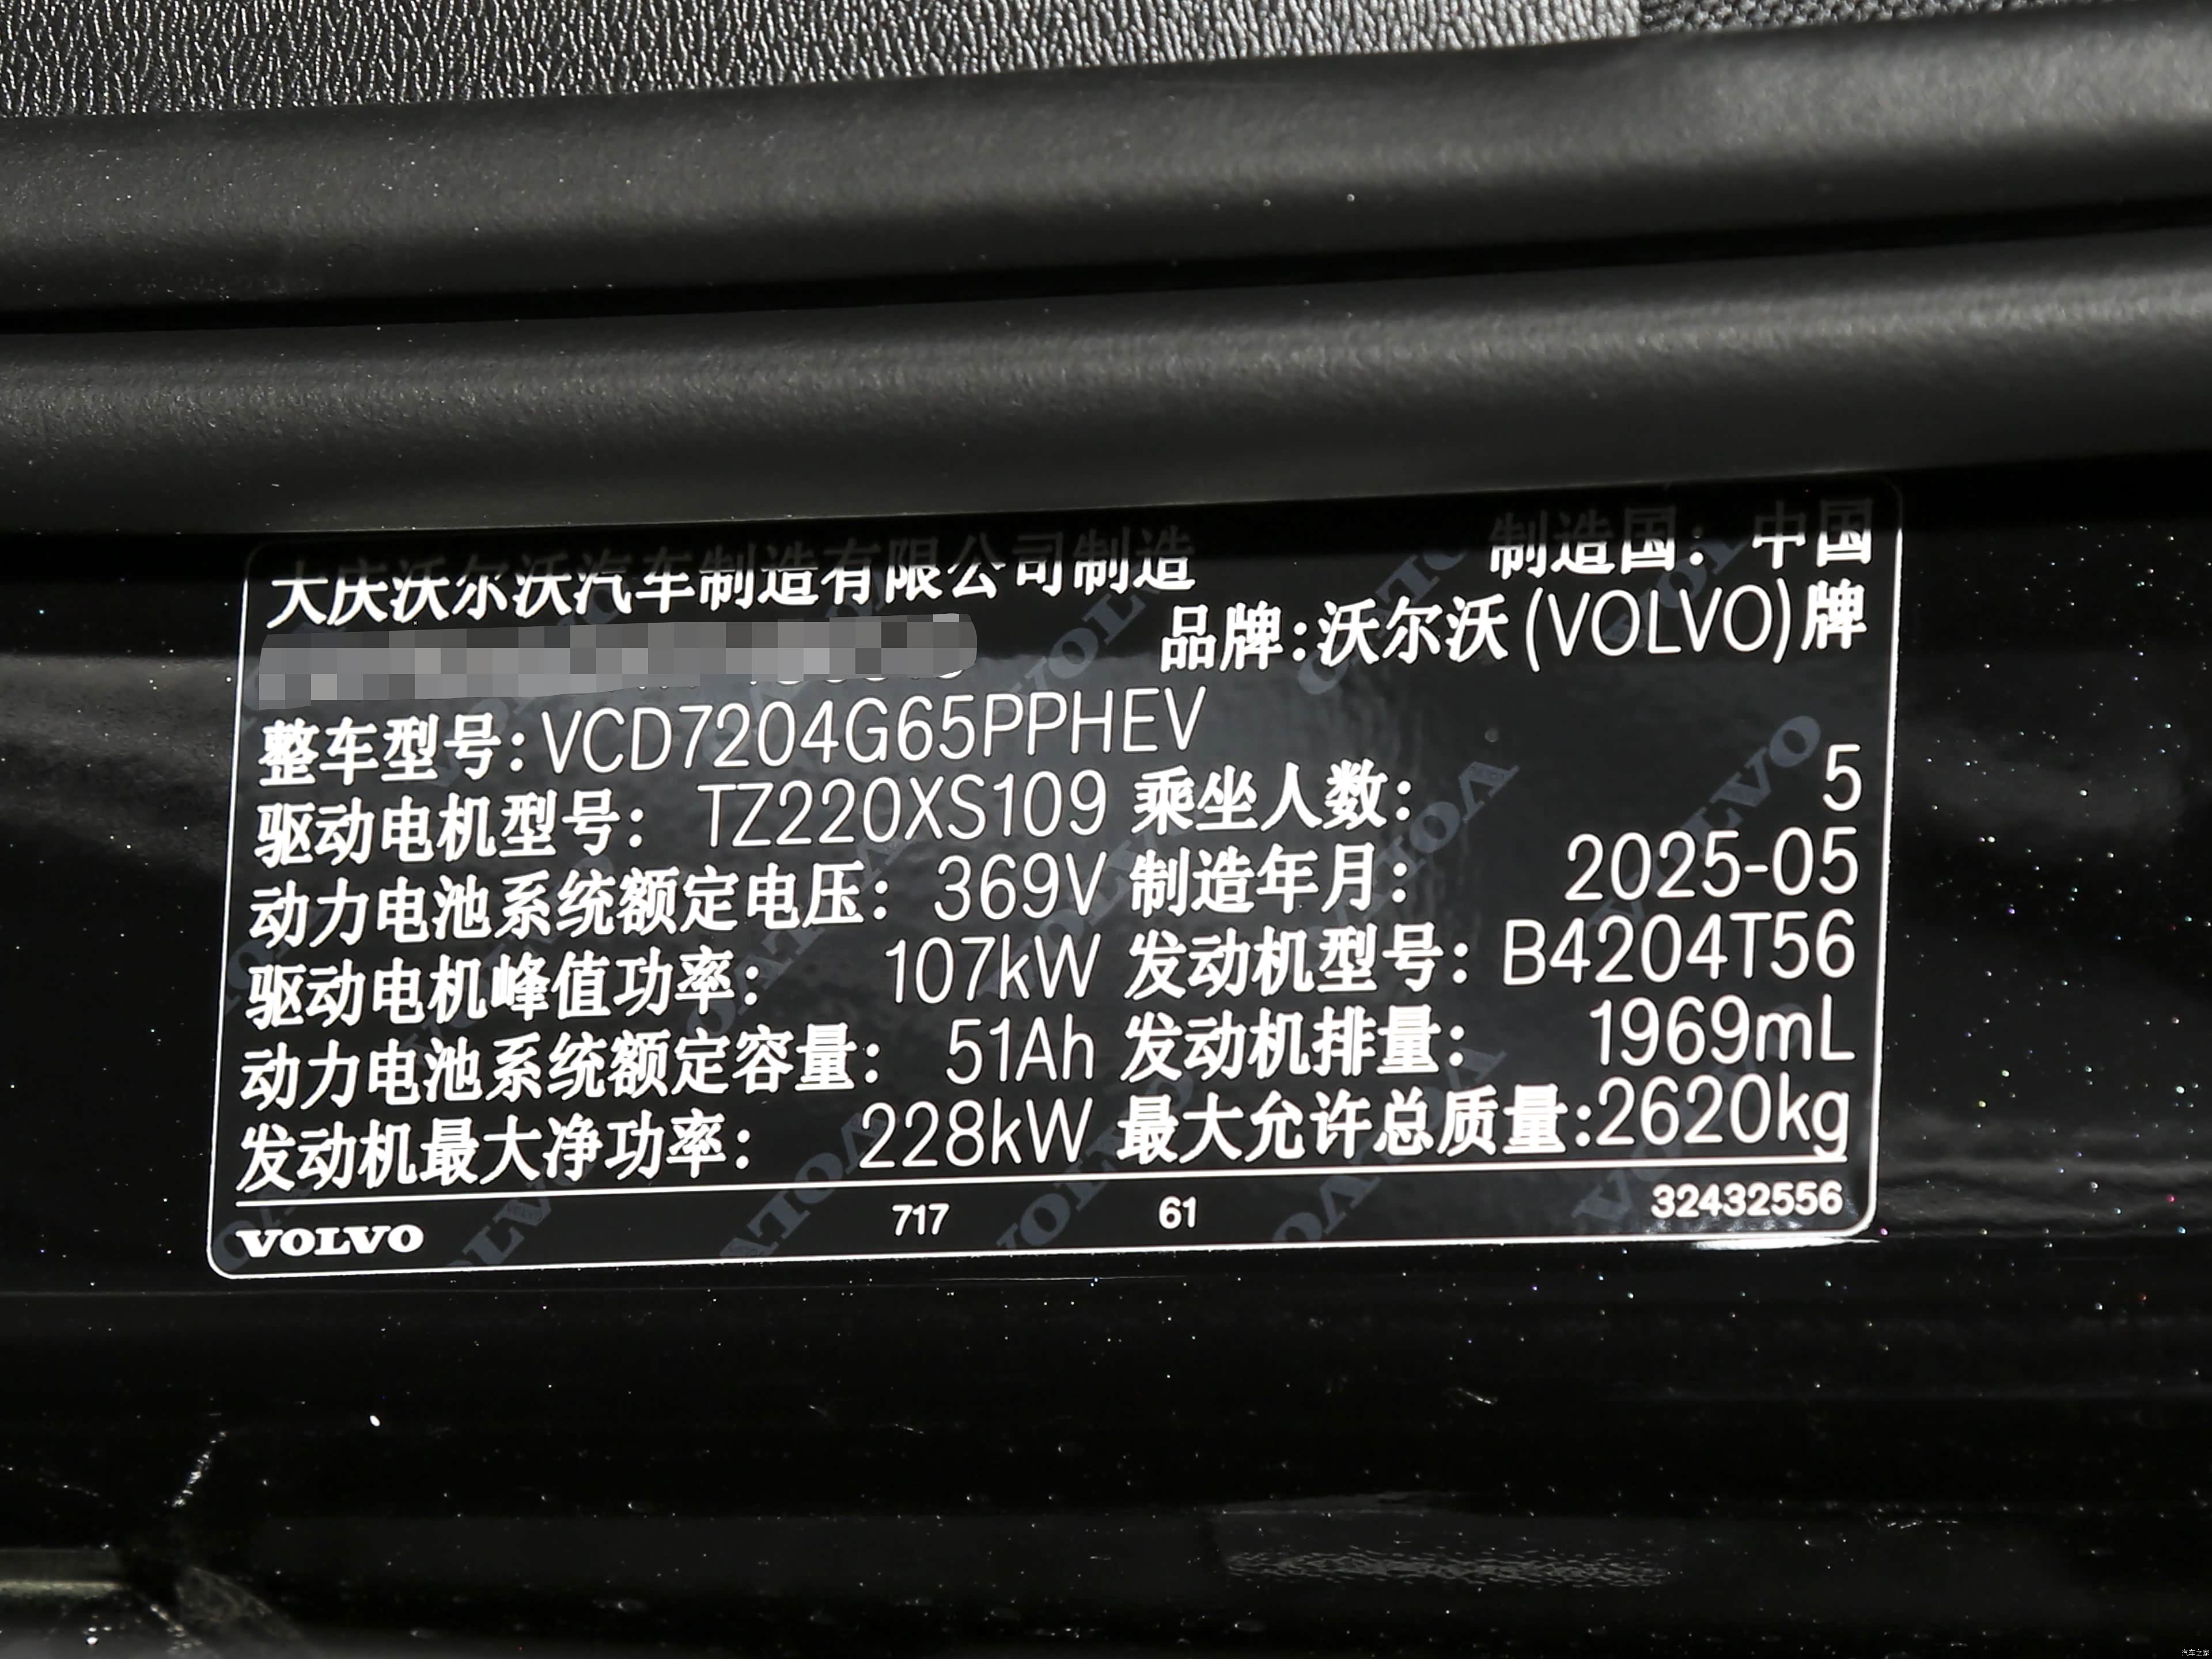 大庆沃尔沃汽车制造有限公司制造 制造国：中国
品牌:沃尔沃(VOLVO)牌
整车型号:VCD7204G65PPHEV
驱动电机型号：TZ220XS109 乘坐人数：5
动力电池系统额定电压：369V 制造年月：2025-05
驱动电机峰值功率：107kW 发动机型号：B4204T56
动力电池系统额定容量：51Ah 发动机排量：1969mL
发动机最大净功率：228kW 最大允许总质量:2620kg
VOLVO 717 61 32432556
汽车之家